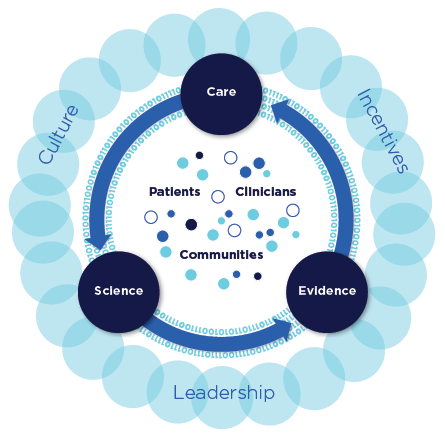 Care
Culture
Incentives
Patients
Clinicians
Communities
Science
Evidence
Leadership